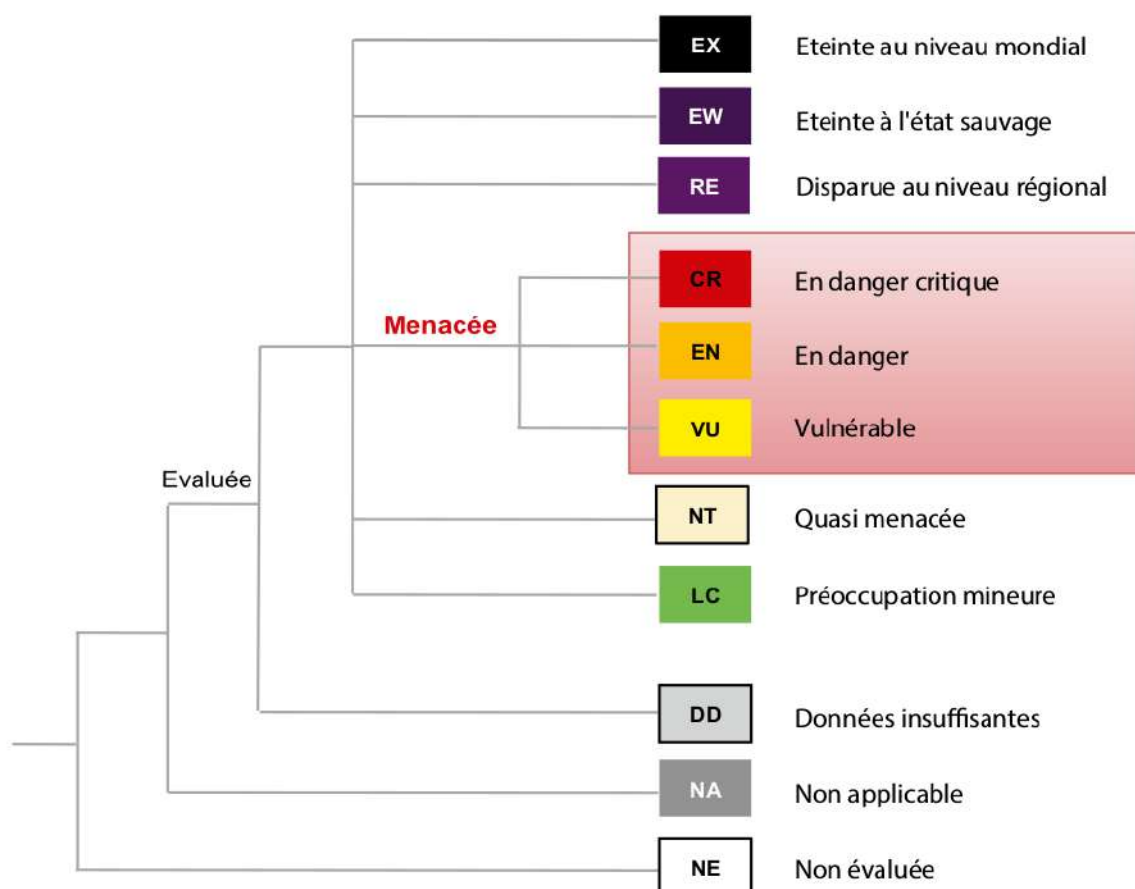 EX Eteinte au niveau mondial
EW Eteinte à l'état sauvage
RE Disparue au niveau régional
CR En danger critique
Menacée
EN En danger
VU Vulnérable
Evaluée
NT Quasi menacée
LC Préoccupation mineure
DD Données insuffisantes
NA Non applicable
NE Non évaluée